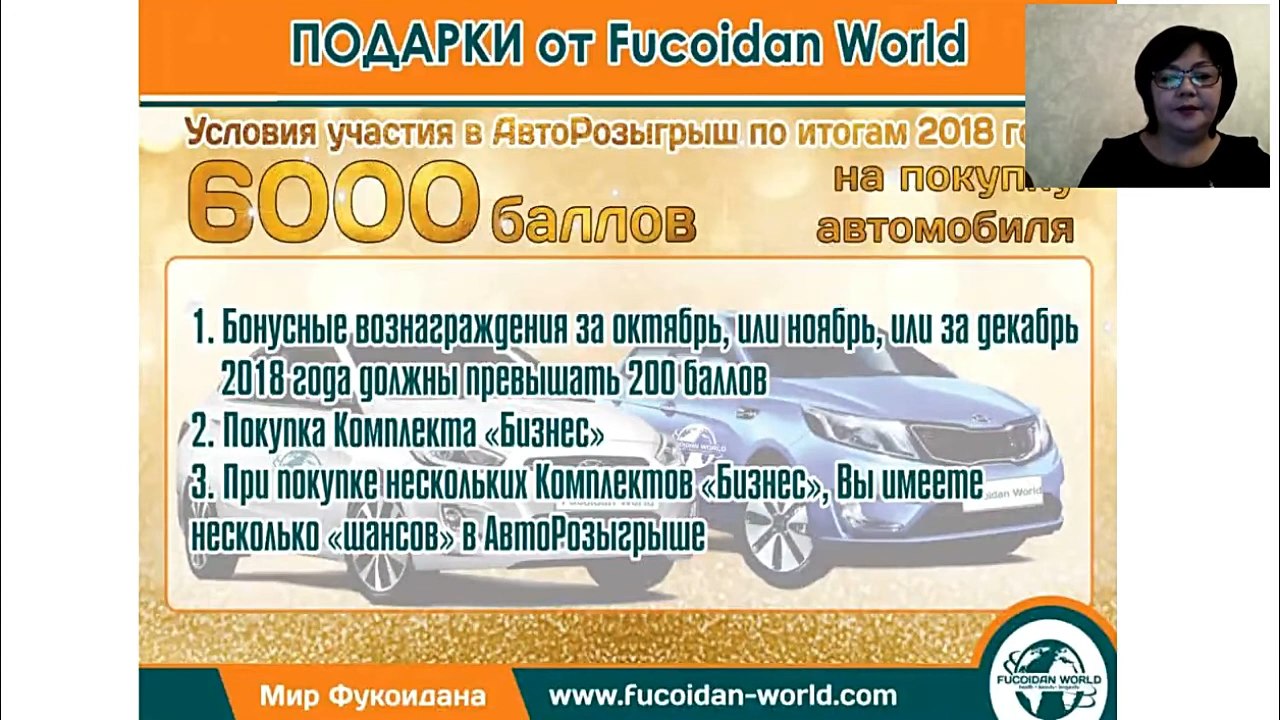 ПОДАРКИ от Fucoidan World
Условия участия в АвтоРозыгрыш по итогам 2018
6000 баллов
на покупку
автомобиля
1. Бонусные вознаграждения за октябрь, или ноябрь, или за декабрь
2018 года должны превышать 200 баллов
2. Покупка Комплекта «Бизнес»
3. При покупке нескольких Комплектов «Бизнес», Вы имеете
несколько «шансов» в АвтоРозыгрыше
FUCOIDAN WORLD
Мир Фукоидана
www.fucoidan-world.com